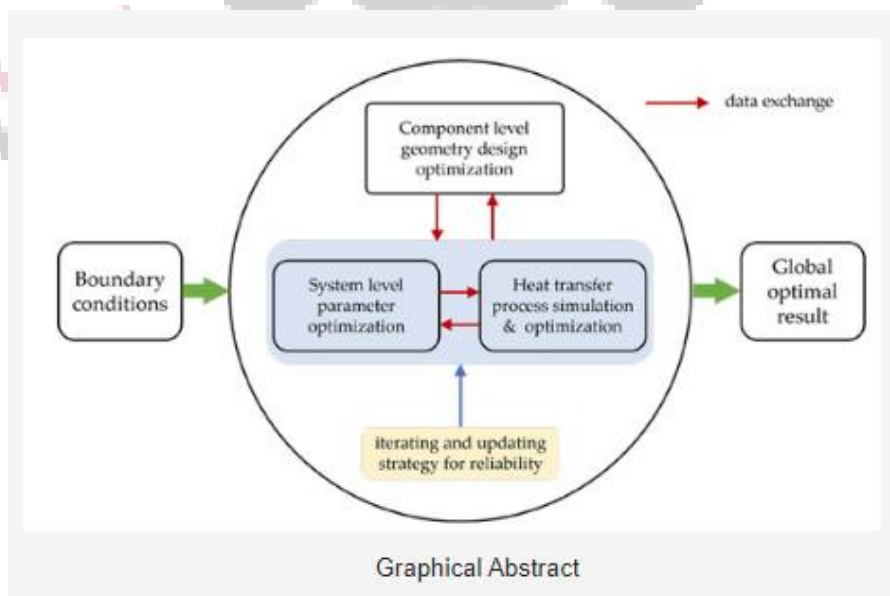 data exchange
Component level
geometry design
optimization
Boundary
conditions
System level
parameter
optimization
Heat transfer
process simulation
& optimization
Global
optimal
result
iterating and updating
strategy for reliability
Graphical Abstract